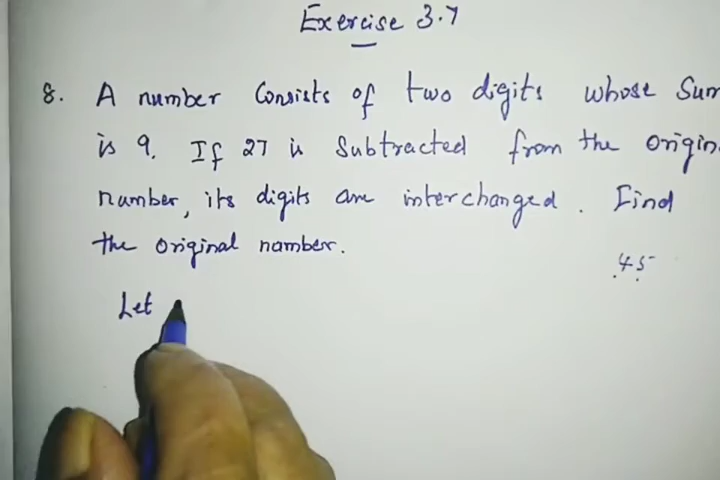 Exercise 3.7
8. A number consists of two digits whose Sum
is 9. If 27 is subtracted from the origin
number, its digits are interchanged. Find
the original number.
45
Let